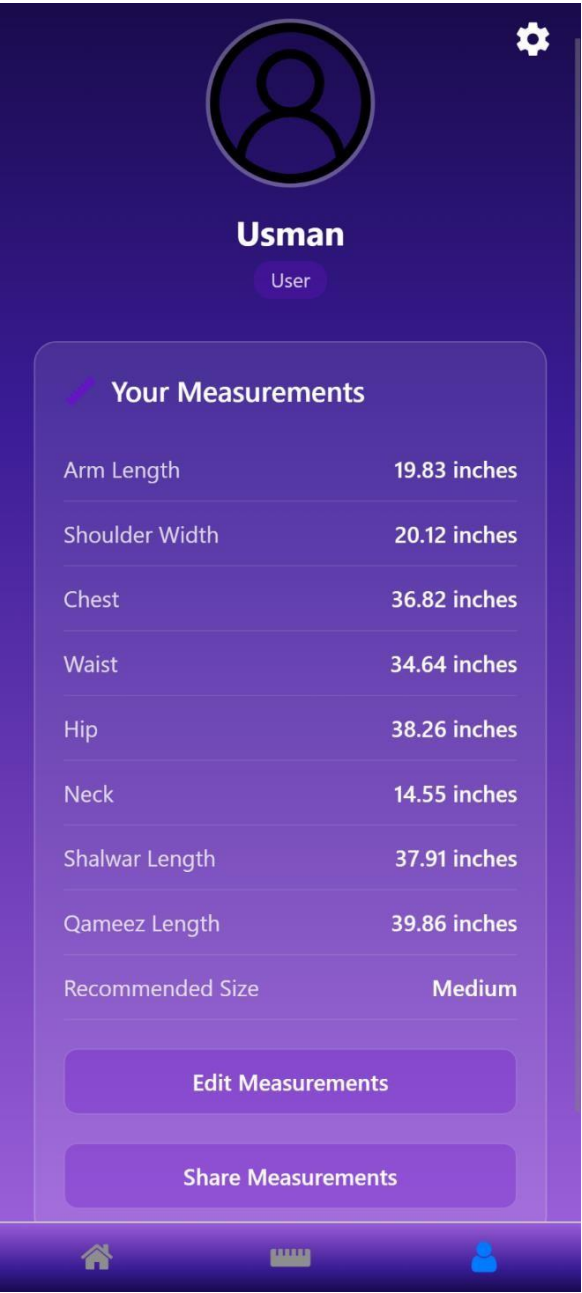 Usman
User
Your Measurements
Arm Length 19.83 inches
Shoulder Width 20.12 inches
Chest 36.82 inches
Waist 34.64 inches
Hip 38.26 inches
Neck 14.55 inches
Shalwar Length 37.91 inches
Qameez Length 39.86 inches
Recommended Size Medium
Edit Measurements
Share Measurements